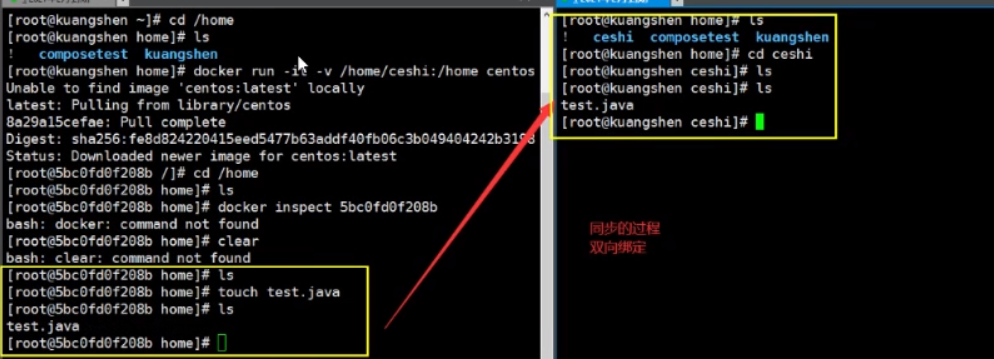 [root@kuangshen ~]# cd /home
[root@kuangshen home]# ls
!   composetest  kuangshen
[root@kuangshen home]# docker run -it -v /home/ceshi:/home centos
Unable to find image 'centos:latest' locally
latest: Pulling from library/centos
8a29a15cefae: Pull complete
Digest: sha256:fe8d824220415eed5477b63addf40fb06c3b049404242b31982
Status: Downloaded newer image for centos:latest
[root@5bc0fd0f208b /]# cd /home
[root@5bc0fd0f208b home]# ls
[root@5bc0fd0f208b home]# docker inspect 5bc0fd0f208b
bash: docker: command not found
[root@5bc0fd0f208b home]# clear
bash: clear: command not found
[root@5bc0fd0f208b home]# ls
[root@5bc0fd0f208b home]# touch test.java
[root@5bc0fd0f208b home]# ls
test.java
[root@5bc0fd0f208b home]#
[root@kuangshen home]# ls
!   ceshi  composetest  kuangshen
[root@kuangshen home]# cd ceshi
[root@kuangshen ceshi]# ls
[root@kuangshen ceshi]# ls
test.java
[root@kuangshen ceshi]#
同步的过程
双向绑定